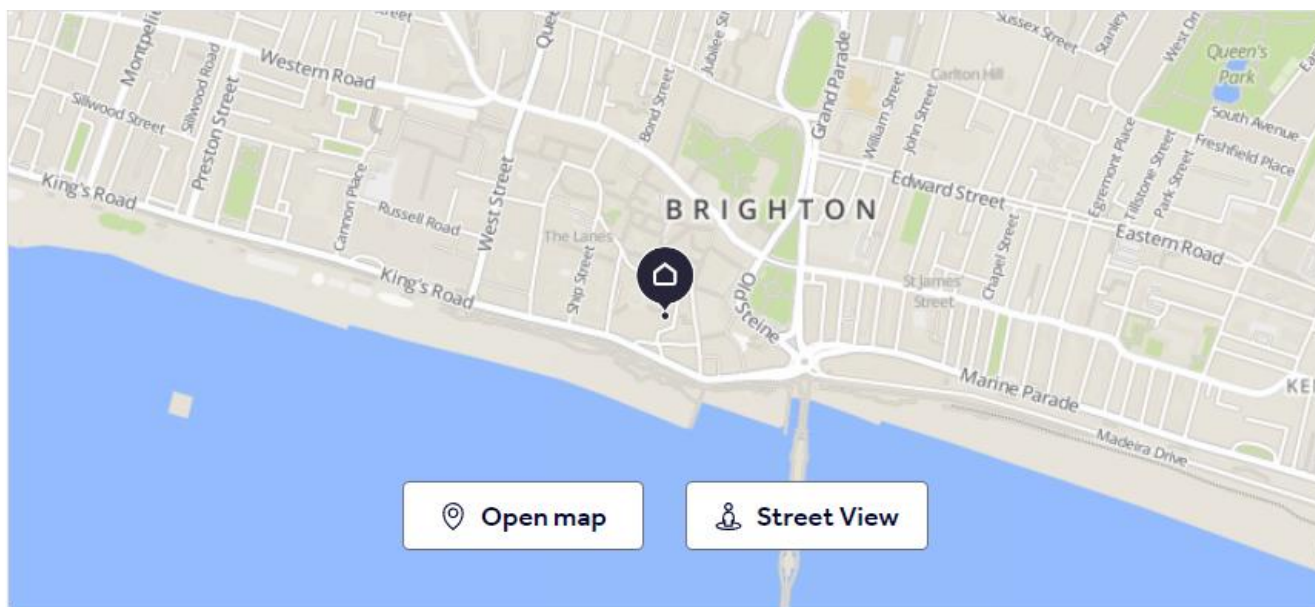 Montpelier
Western Road
Sillwood Street
Sillwood Road
Preston Street
King's Road
Cannon Place
Russell Road
West Street
King's Road
Ship Street
The Lanes
Bond Street
Jubilee Str
BRIGHTON
Old Steine
Grand Parade
William Street
John Street
Carlton Hill
Sussex Street
Stanley
West Dri
Queen's
Park
South Avenue
Freshfield Place
Edward Street
Egremont Place
Tillstone Street
Park Street
Eastern Road
Chapel Street
St James'
Street
Marine Parade
Madeira Drive
Open map
Street View